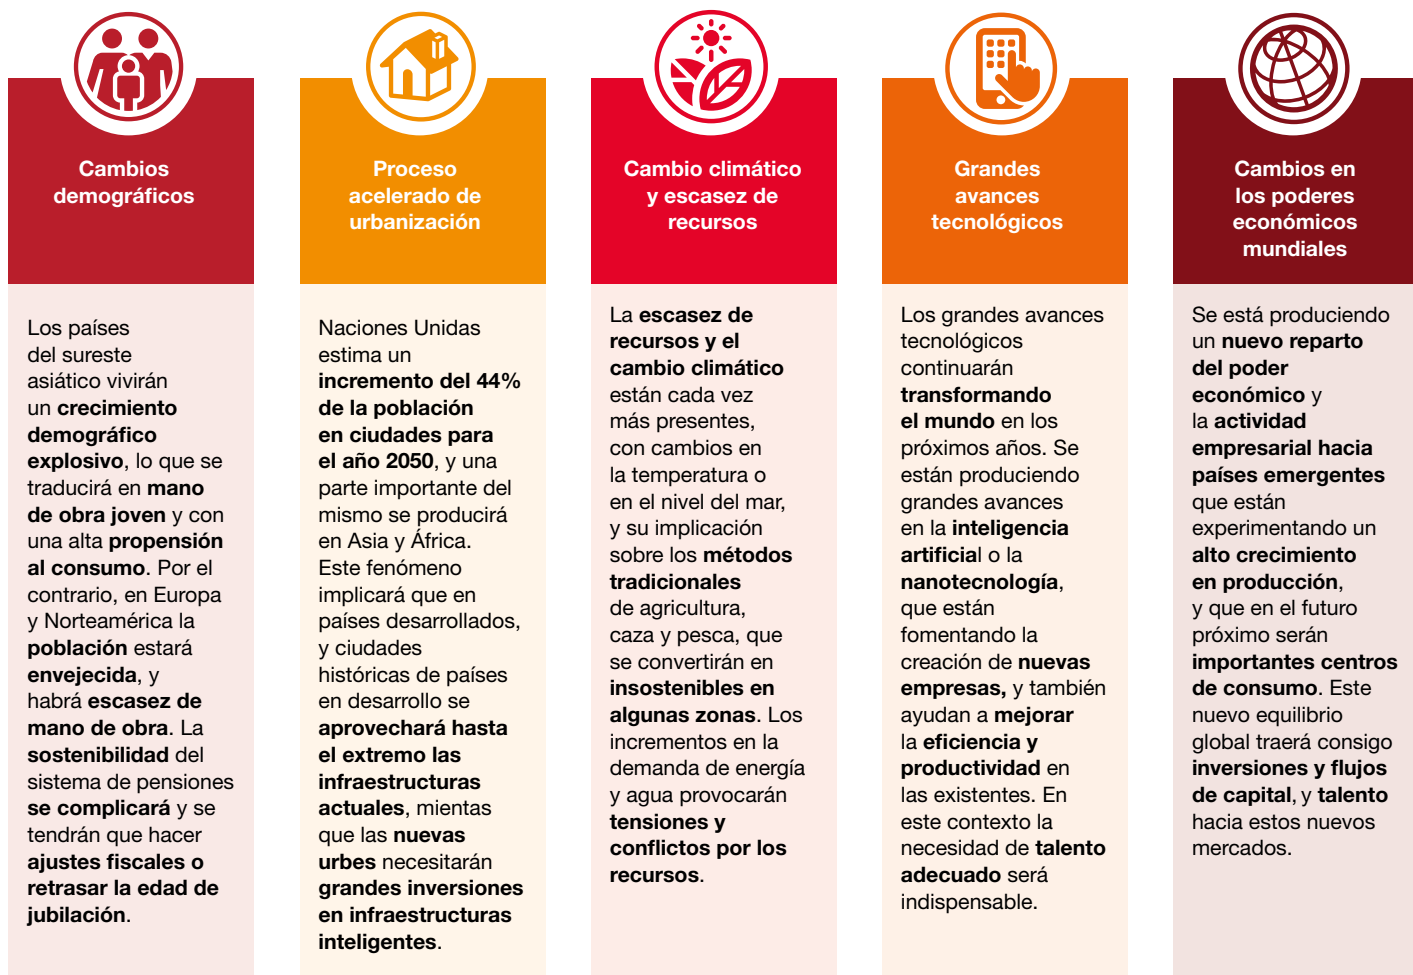 Cambios
demográficos
Los países
del sureste
asiático vivirán
un crecimiento
demográfico
explosivo, lo que se
traducirá en mano
de obra joven y con
una alta propensión
al consumo. Por el
contrario, en Europa
y Norteamérica la
población estará
envejecida, y
habrá escasez de
mano de obra. La
sostenibilidad del
sistema de pensiones
se complicará y se
tendrán que hacer
ajustes fiscales o
retrasar la edad de
jubilación.
Proceso
acelerado de
urbanización
Naciones Unidas
estima un
incremento del 44%
de la población
en ciudades para
el año 2050, y una
parte importante del
mismo se producirá
en Asia y África.
Este fenómeno
implicará que en
países desarrollados,
y ciudades
históricas de países
en desarrollo se
aprovechará hasta
el extremo las
infraestructuras
actuales, mientas
que las nuevas
urbes necesitarán
grandes inversiones
en infraestructuras
inteligentes.
Cambio climático
y escasez de
recursos
La escasez de
recursos y el
cambio climático
están cada vez
más presentes,
con cambios en
la temperatura o
en el nivel del mar,
y su implicación
sobre los métodos
tradicionales
de agricultura,
caza y pesca, que
se convertirán en
insostenibles en
algunas zonas. Los
incrementos en la
demanda de energía
y agua provocarán
tensiones y
conflictos por los
recursos.
Grandes
avances
tecnológicos
Los grandes avances
tecnológicos
continuarán
transformando
el mundo en los
próximos años. Se
están produciendo
grandes avances
en la inteligencia
artificial o la
nanotecnología,
que están
fomentando la
creación de nuevas
empresas, y también
ayudan a mejorar
la eficiencia y
productividad en
las existentes. En
este contexto la
necesidad de talento
adecuado será
indispensable.
Cambios en
los poderes
económicos
mundiales
Se está produciendo
un nuevo reparto
del poder
económico y
la actividad
empresarial hacia
países emergentes
que están
experimentando un
alto crecimiento
en producción,
y que en el futuro
próximo serán
importantes centros
de consumo. Este
nuevo equilibrio
global traerá consigo
inversiones y flujos
de capital, y talento
hacia estos nuevos
mercados.